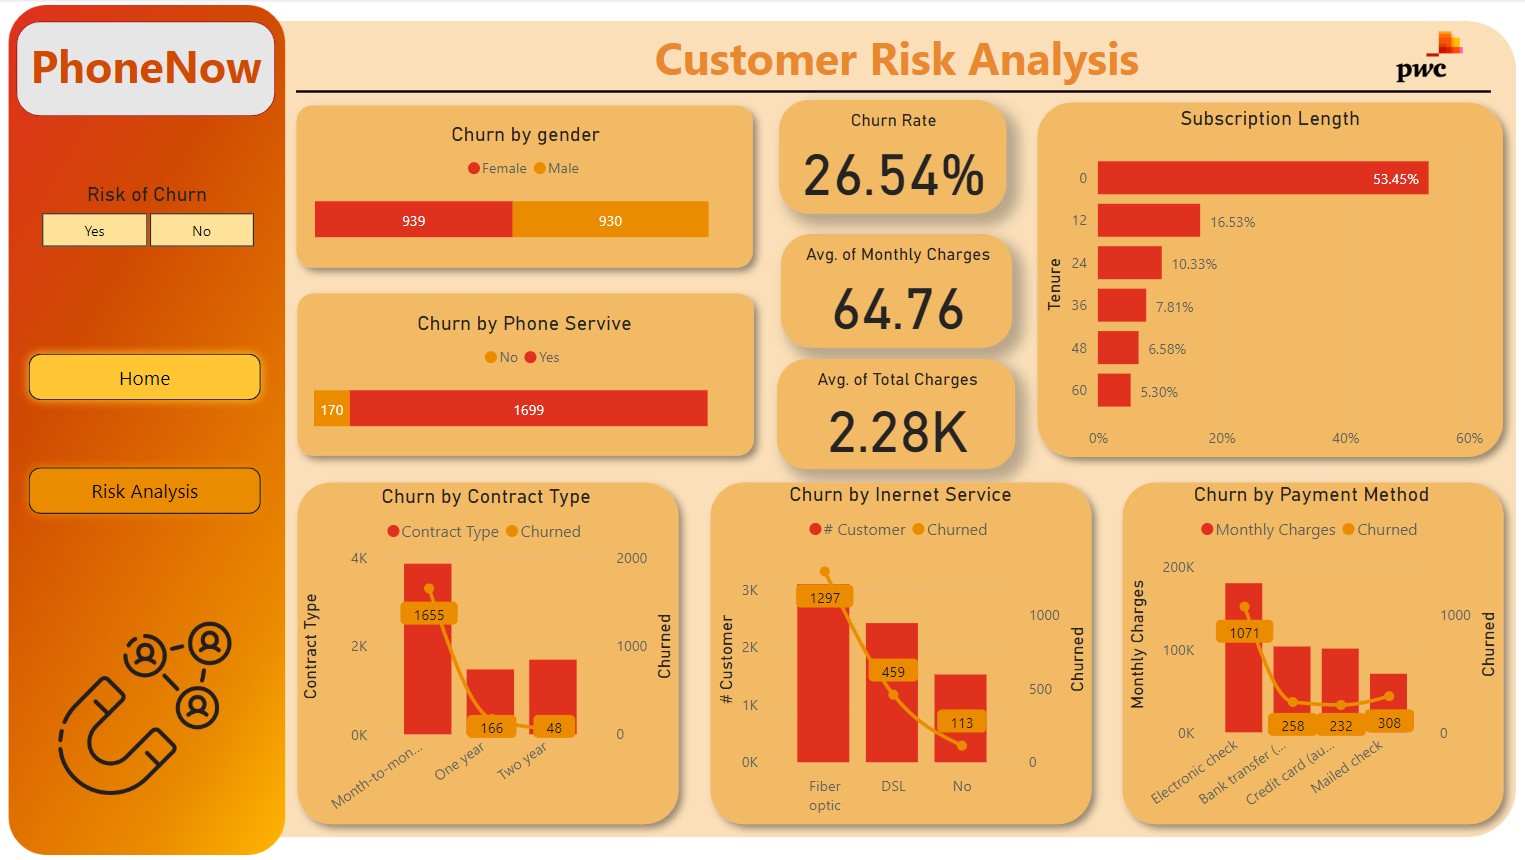 PhoneNow
Customer Risk Analysis
pwc
Risk of Churn
Yes
No
Home
Risk Analysis
Churn by gender
Female Male
939 930
Churn by Phone Servive
No Yes
170 1699
Churn Rate
26.54%
Avg. of Monthly Charges
64.76
Avg. of Total Charges
2.28K
Subscription Length
Tenure
0 53.45%
12 16.53%
24 10.33%
36 7.81%
48 6.58%
60 5.30%
0% 20% 40% 60%
Churn by Contract Type
Contract Type Churned
Contract Type
4K
2K
0K
1655
166
48
2000
1000
0
Churned
Month-to-mon...
One year
Two year
Churn by Inernet Service
# Customer Churned
# Customer
3K
2K
1K
0K
1297
459
113
1000
500
0
Churned
Fiber
optic
DSL
No
Churn by Payment Method
Monthly Charges Churned
Monthly Charges
200K
100K
0K
1071
258
232
308
1000
0
Churned
Electronic check
Bank transfer (...
Credit card (au...
Mailed check